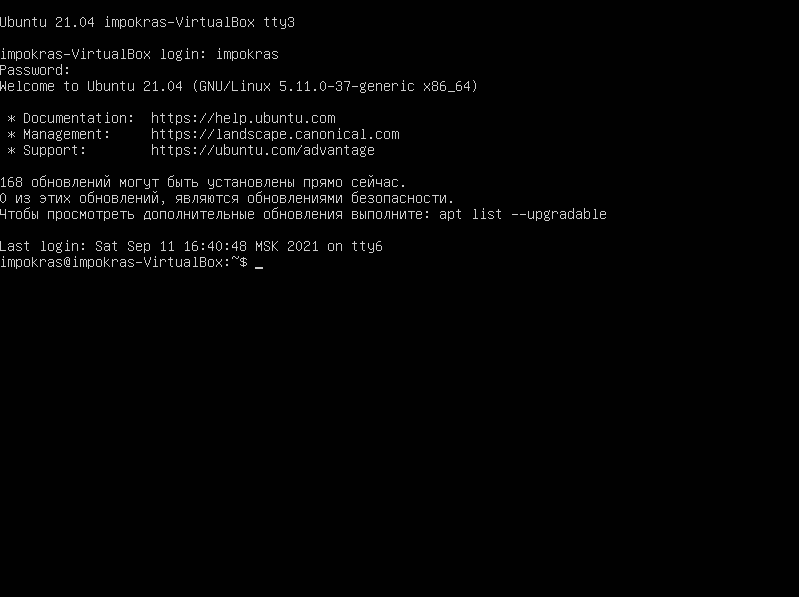 Ubuntu 21.04 impokras-VirtualBox tty3
impokras-VirtualBox login: impokras
Password:
Welcome to Ubuntu 21.04 (GNU/Linux 5.11.0-37-generic x86_64)
* Documentation:  https://help.ubuntu.com
* Management:     https://landscape.canonical.com
* Support:        https://ubuntu.com/advantage
168 обновлений могут быть установлены прямо сейчас.
0 из этих обновлений, являются обновлениями безопасности.
Чтобы просмотреть дополнительные обновления выполните: apt list --upgradable
Last login: Sat Sep 11 16:40:48 MSK 2021 on tty6
impokras@impokras-VirtualBox:~$ _